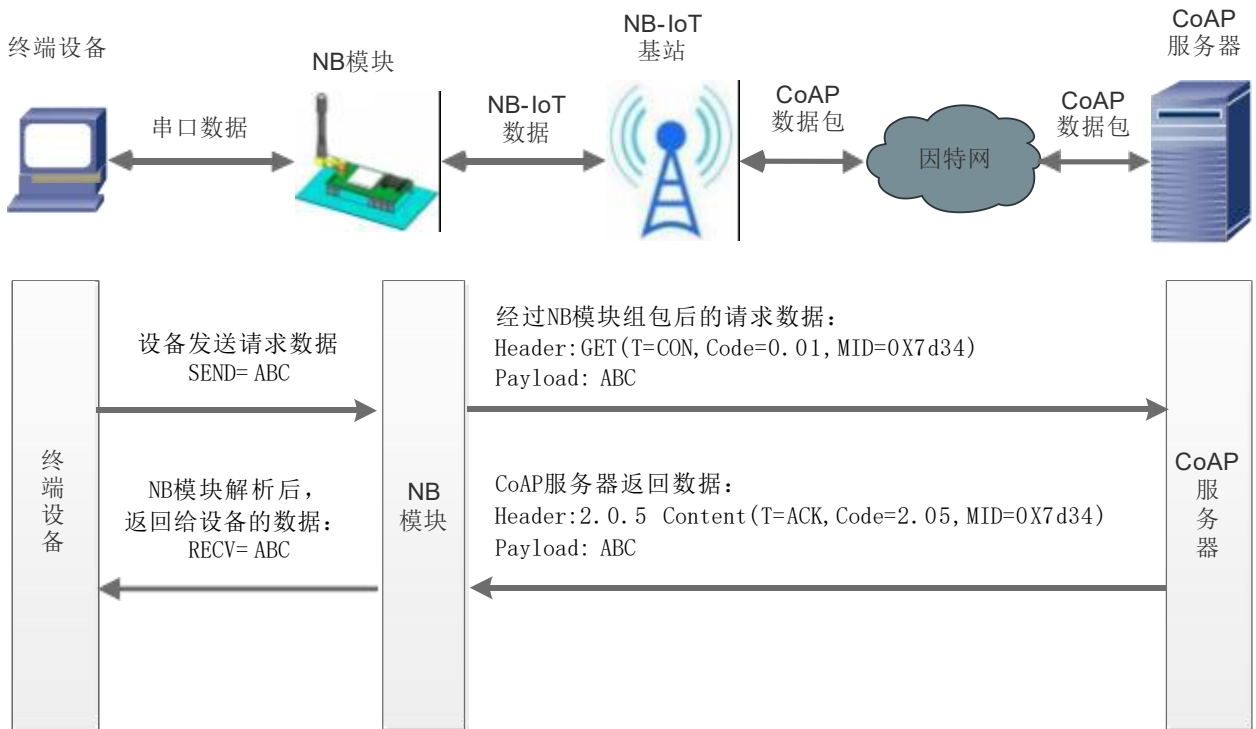 终端设备
NB模块
NB-IoT
基站
CoAP
服务器
串口数据
NB-IoT
数据
CoAP
数据包
因特网
CoAP
数据包
设备发送请求数据
SEND= ABC
经过NB模块组包后的请求数据：
Header:GET(T=CON,Code=0.01,MID=0X7d34)
Payload: ABC
终
端
设
备
NB模块解析后，
返回给设备的数据：
RECV= ABC
NB
模块
CoAP服务器返回数据：
Header:2.0.5 Content(T=ACK,Code=2.05,MID=0X7d34)
Payload: ABC
CoAP
服
务
器